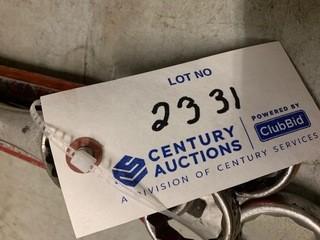 LOT NO
2331
CENTURY
AUCTIONS
POWERED BY
ClubBid
A DIVISION OF CENTURY SERVICES